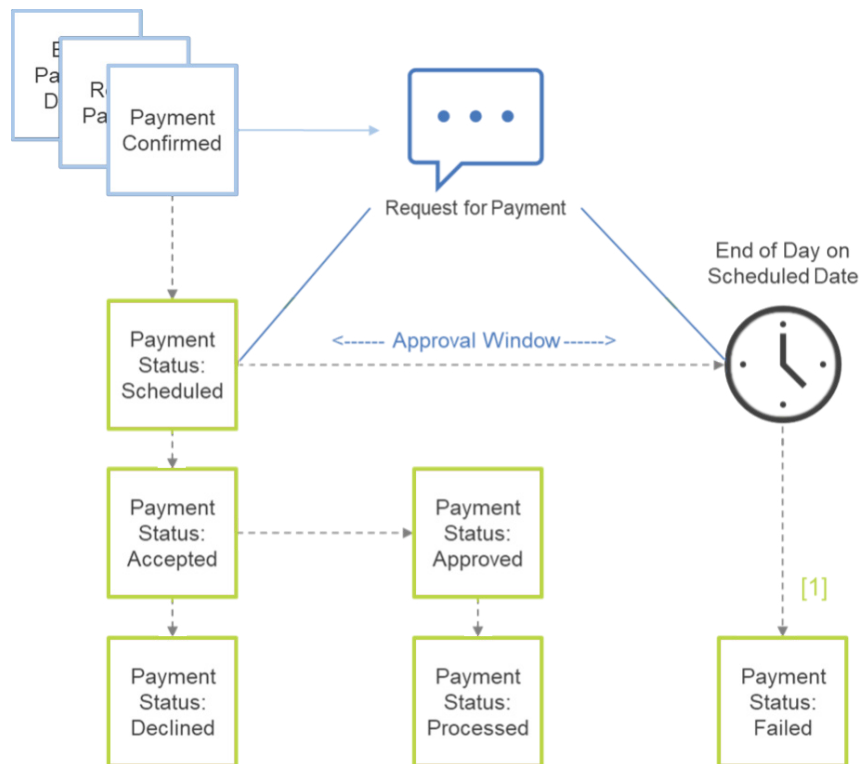 Payment
Confirmed
Request for Payment
End of Day on
Scheduled Date
Payment
Status:
Scheduled
<------ Approval Window ------>
Payment
Status:
Accepted
Payment
Status:
Approved
[1]
Payment
Status:
Declined
Payment
Status:
Processed
Payment
Status:
Failed